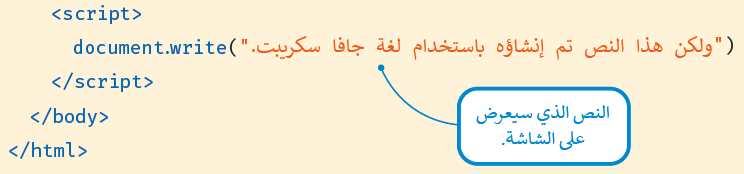 <script>
document.write("ولكن هذا النص تم إنشاؤه باستخدام لغة جافا سكريبت.")
</script>
</body>
</html>
النص الذي سيعرض
على الشاشة.